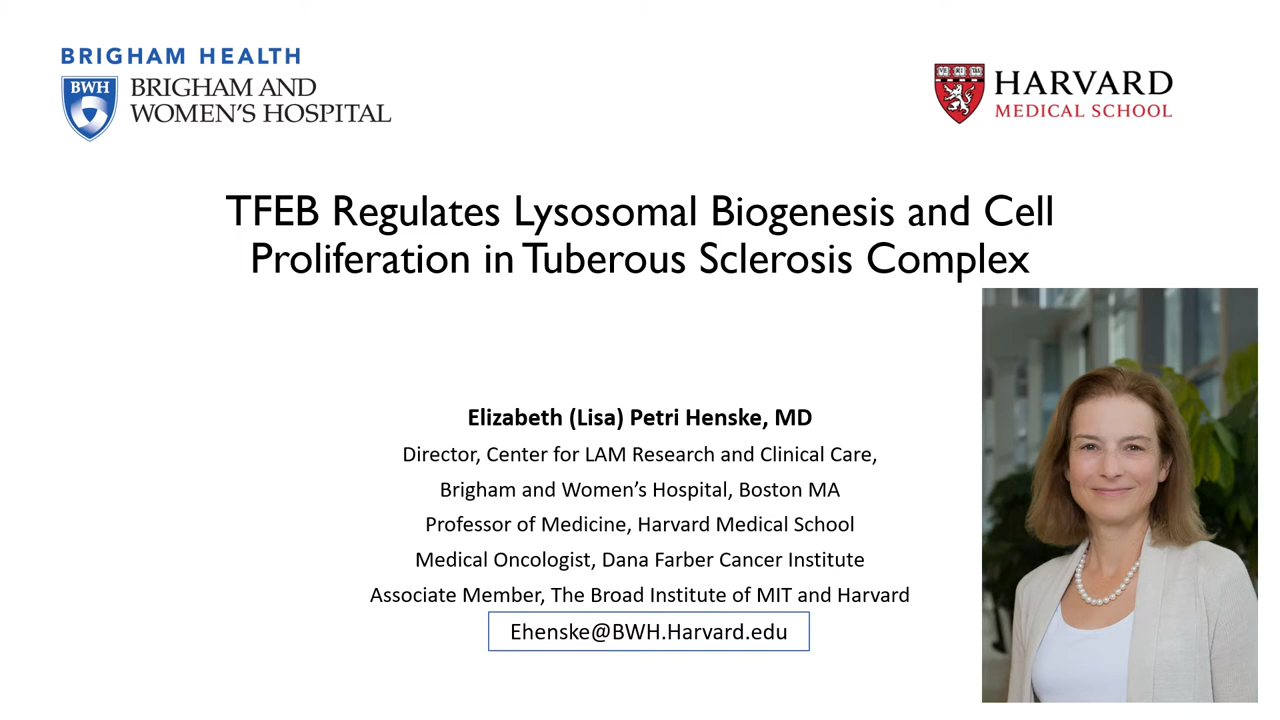 BRIGHAM HEALTH
BWH
BRIGHAM AND
WOMEN'S HOSPITAL
HARVARD
MEDICAL SCHOOL
TFEB Regulates Lysosomal Biogenesis and Cell
Proliferation in Tuberous Sclerosis Complex
Elizabeth (Lisa) Petri Henske, MD
Director, Center for LAM Research and Clinical Care,
Brigham and Women’s Hospital, Boston MA
Professor of Medicine, Harvard Medical School
Medical Oncologist, Dana Farber Cancer Institute
Associate Member, The Broad Institute of MIT and Harvard
Ehenske@BWH.Harvard.edu